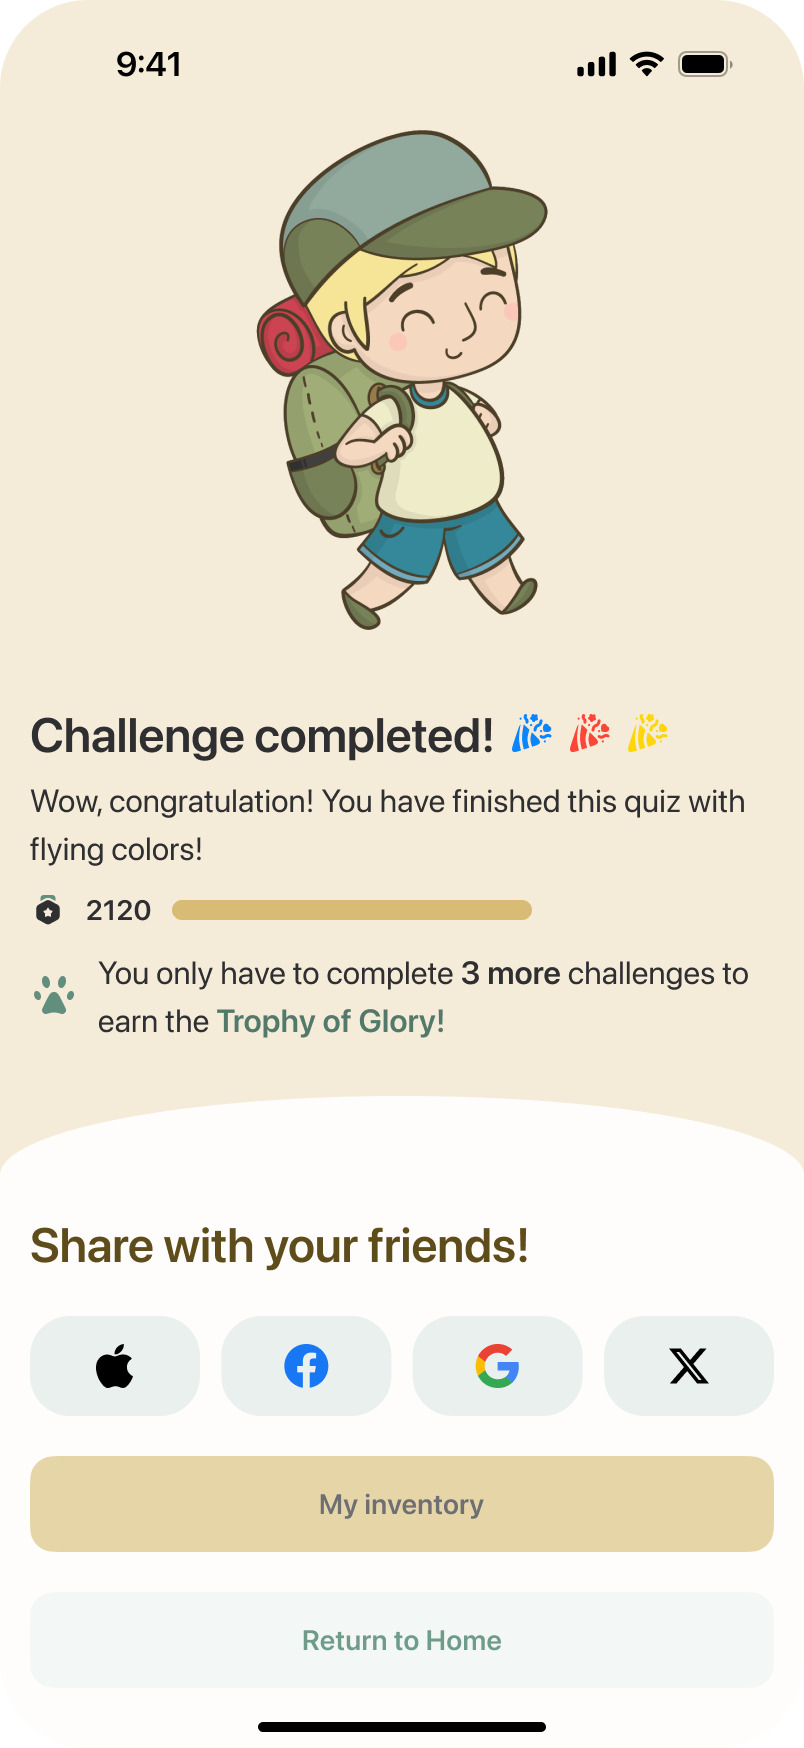 9:41
Challenge completed!
Wow, congratulation! You have finished this quiz with
flying colors!
2120
You only have to complete 3 more challenges to
earn the Trophy of Glory!
Share with your friends!
My inventory
Return to Home